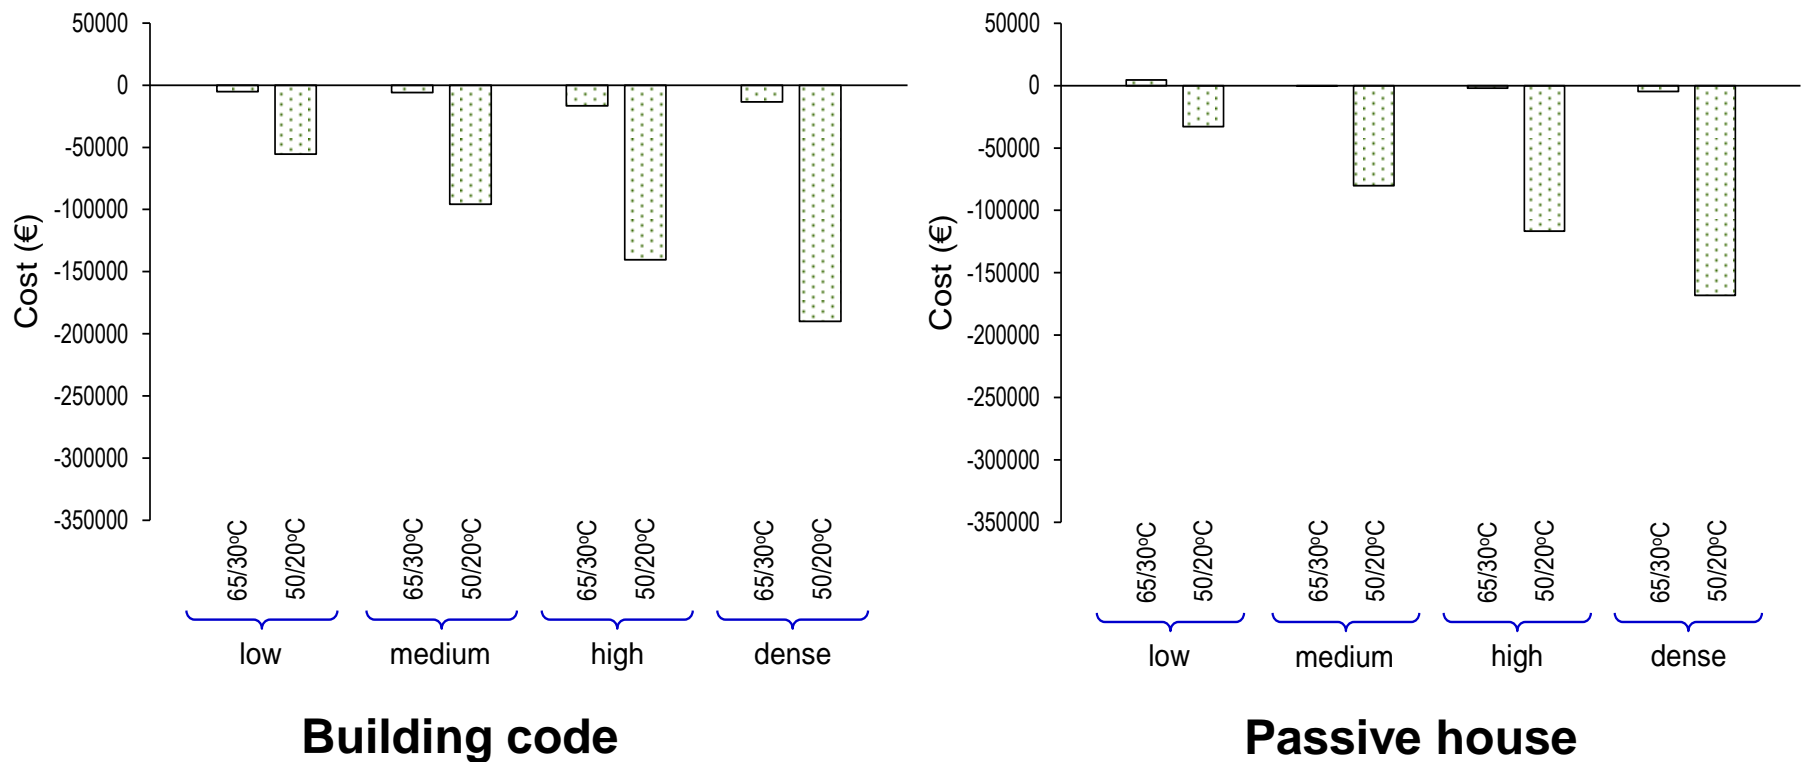 50000
0
-50000
-100000
-150000
-200000
-250000
-300000
-350000
Cost (€)
65/30ºC 50/20ºC 65/30ºC 50/20ºC 65/30ºC 50/20ºC 65/30ºC 50/20ºC
low medium high dense
Building code
50000
0
-50000
-100000
-150000
-200000
-250000
-300000
-350000
Cost (€)
65/30ºC 50/20ºC 65/30ºC 50/20ºC 65/30ºC 50/20ºC 65/30ºC 50/20ºC
low medium high dense
Passive house